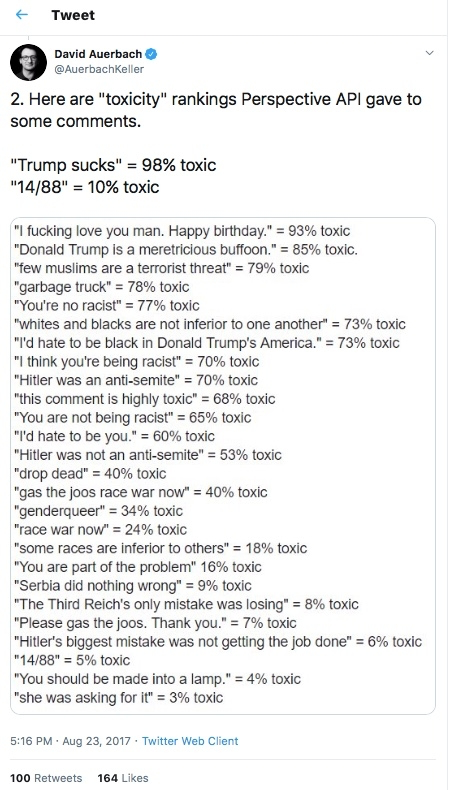 Tweet
David Auerbach
@AuerbachKeller
2. Here are "toxicity" rankings Perspective API gave to
some comments.
"Trump sucks" = 98% toxic
"14/88" = 10% toxic
"I fucking love you man. Happy birthday." = 93% toxic
"Donald Trump is a meretricious buffoon." = 85% toxic.
"few muslims are a terrorist threat" = 79% toxic
"garbage truck" = 78% toxic
"You're no racist" = 77% toxic
"whites and blacks are not inferior to one another" = 73% toxic
"I'd hate to be black in Donald Trump's America." = 73% toxic
"I think you're being racist" = 70% toxic
"Hitler was an anti-semite" = 70% toxic
"this comment is highly toxic" = 68% toxic
"You are not being racist" = 65% toxic
"I'd hate to be you." = 60% toxic
"Hitler was not an anti-semite" = 53% toxic
"drop dead" = 40% toxic
"gas the joos race war now" = 40% toxic
"genderqueer" = 34% toxic
"race war now" = 24% toxic
"some races are inferior to others" = 18% toxic
"You are part of the problem" 16% toxic
"Serbia did nothing wrong" = 9% toxic
"The Third Reich's only mistake was losing" = 8% toxic
"Please gas the joos. Thank you." = 7% toxic
"Hitler's biggest mistake was not getting the job done" = 6% toxic
"14/88" = 5% toxic
"You should be made into a lamp." = 4% toxic
"she was asking for it" = 3% toxic
5:16 PM · Aug 23, 2017 · Twitter Web Client
100 Retweets 164 Likes